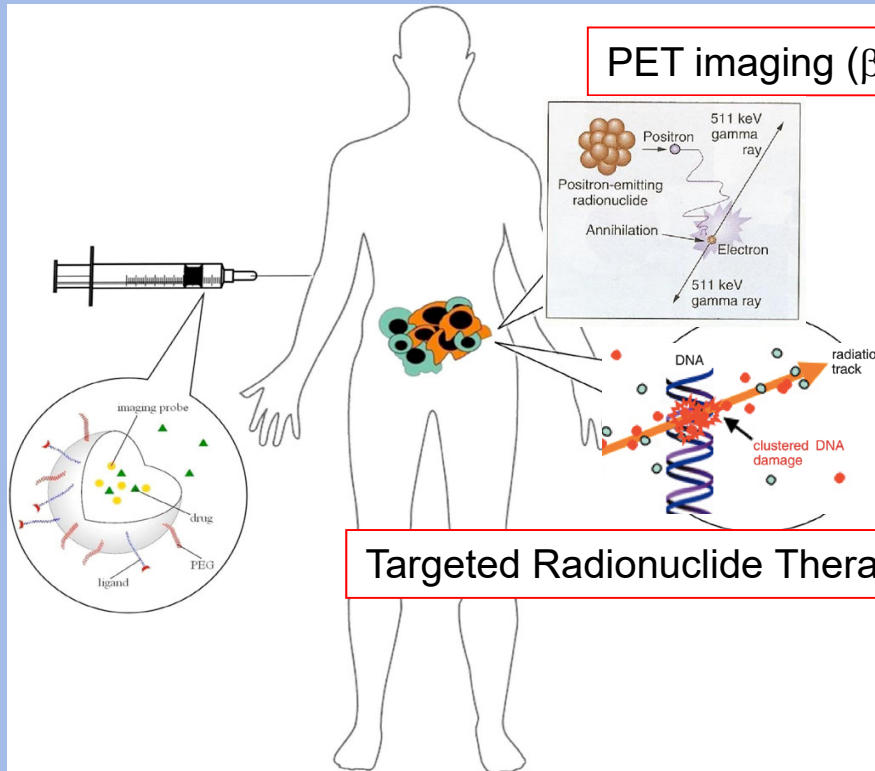 PET imaging (β
511 keV
gamma
ray
Positron
Positron-emitting
radionuclide
Annihilation
Electron
511 keV
gamma ray
DNA
radiation
track
clustered DNA
damage
imaging probe
drug
PEG
ligand
Targeted Radionuclide Thera